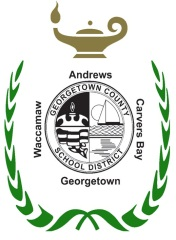 Andrews
Waccamaw
Carvers Bay
GEORGETOWN COUNTY
SCHOOL DISTRICT
Georgetown